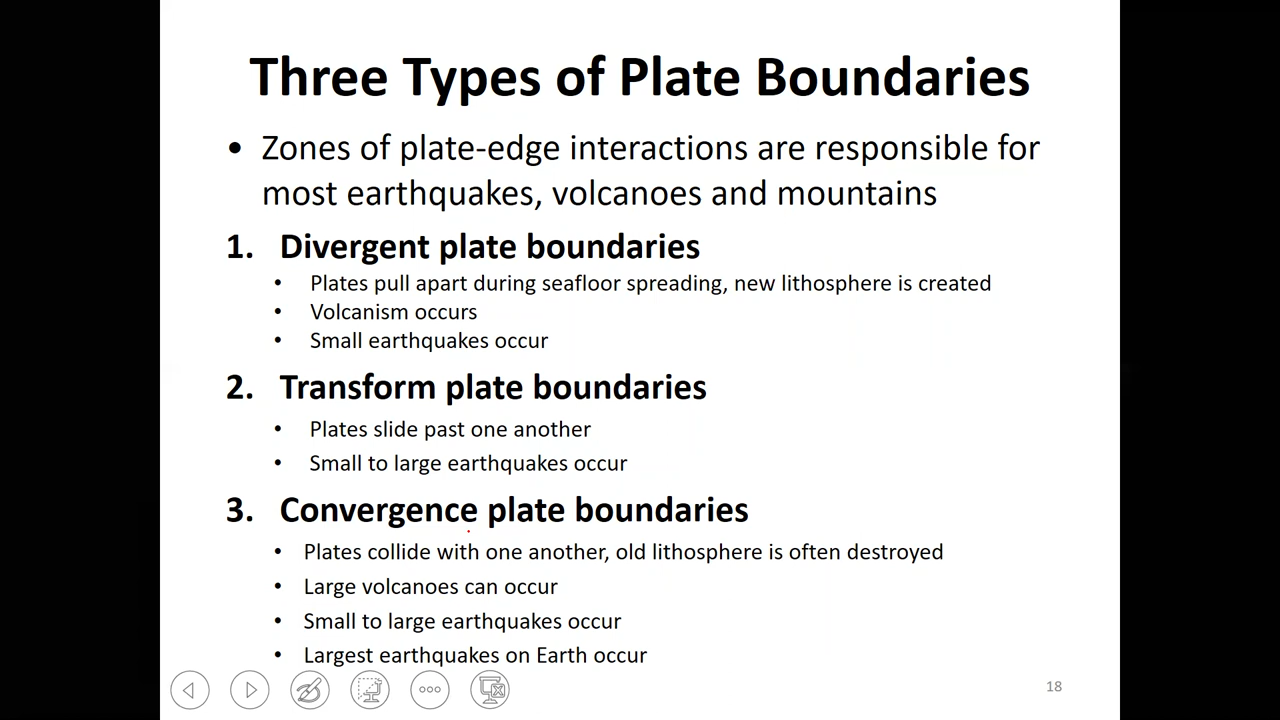 Three Types of Plate Boundaries
• Zones of plate-edge interactions are responsible for
most earthquakes, volcanoes and mountains
1. Divergent plate boundaries
• Plates pull apart during seafloor spreading, new lithosphere is created
• Volcanism occurs
• Small earthquakes occur
2. Transform plate boundaries
• Plates slide past one another
• Small to large earthquakes occur
3. Convergence plate boundaries
• Plates collide with one another, old lithosphere is often destroyed
• Large volcanoes can occur
• Small to large earthquakes occur
• Largest earthquakes on Earth occur
18